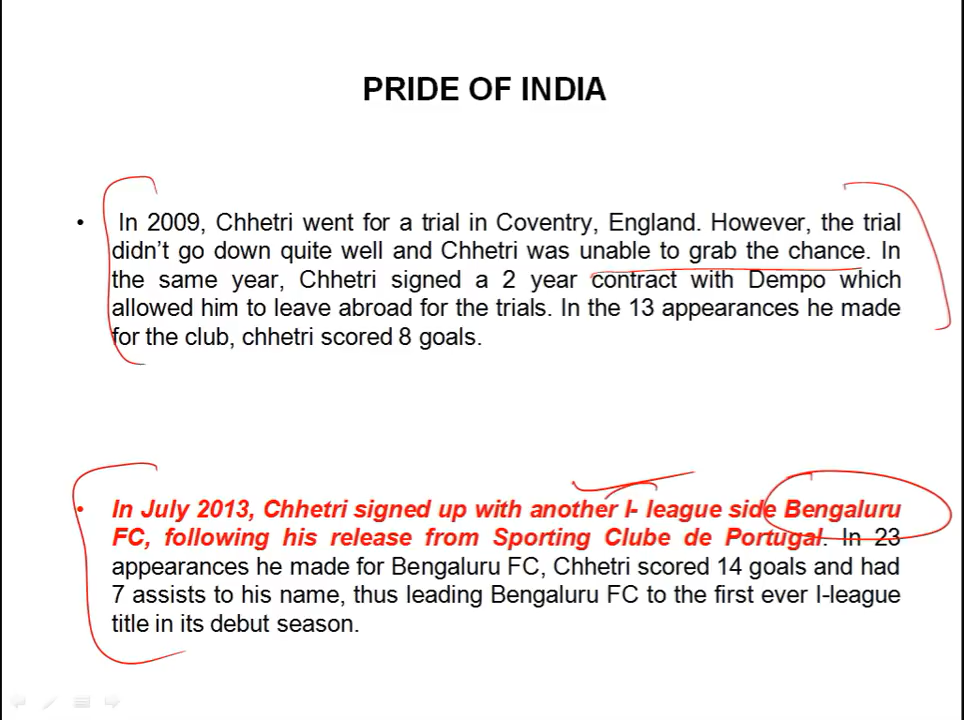 PRIDE OF INDIA
• In 2009, Chhetri went for a trial in Coventry, England. However, the trial
didn't go down quite well and Chhetri was unable to grab the chance. In
the same year, Chhetri signed a 2 year contract with Dempo which
allowed him to leave abroad for the trials. In the 13 appearances he made
for the club, chhetri scored 8 goals.
• In July 2013, Chhetri signed up with another I- league side Bengaluru
FC, following his release from Sporting Clube de Portugal. In 23
appearances he made for Bengaluru FC, Chhetri scored 14 goals and had
7 assists to his name, thus leading Bengaluru FC to the first ever I-league
title in its debut season.